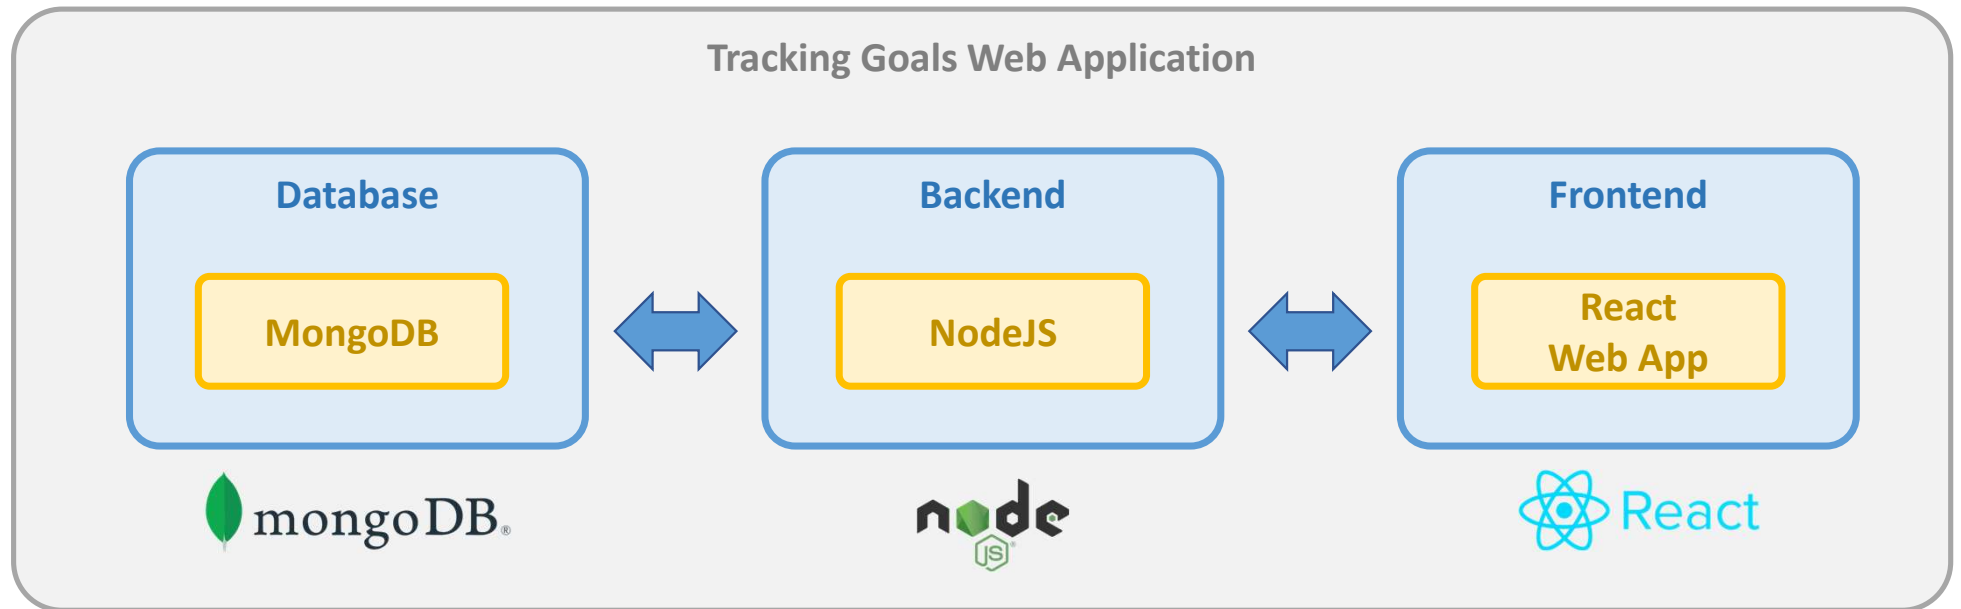 Tracking Goals Web Application
Database
Backend
Frontend
MongoDB
NodeJS
React
Web App
mongoDB®
node
JS®
React